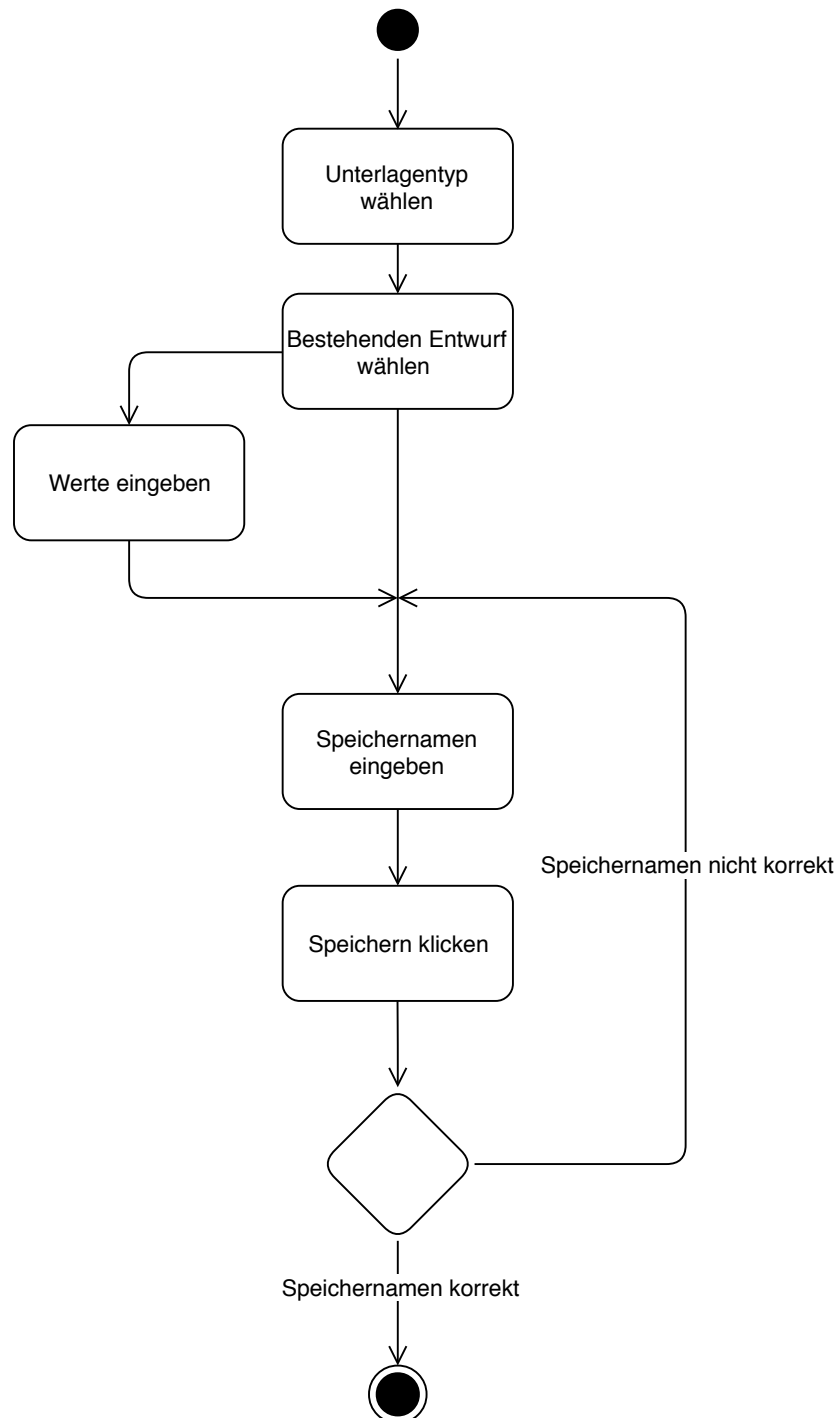 Unterlagentyp
wählen
Bestehenden Entwurf
wählen
Werte eingeben
Speichernamen
eingeben
Speichernamen nicht korrekt
Speichern klicken
Speichernamen korrekt